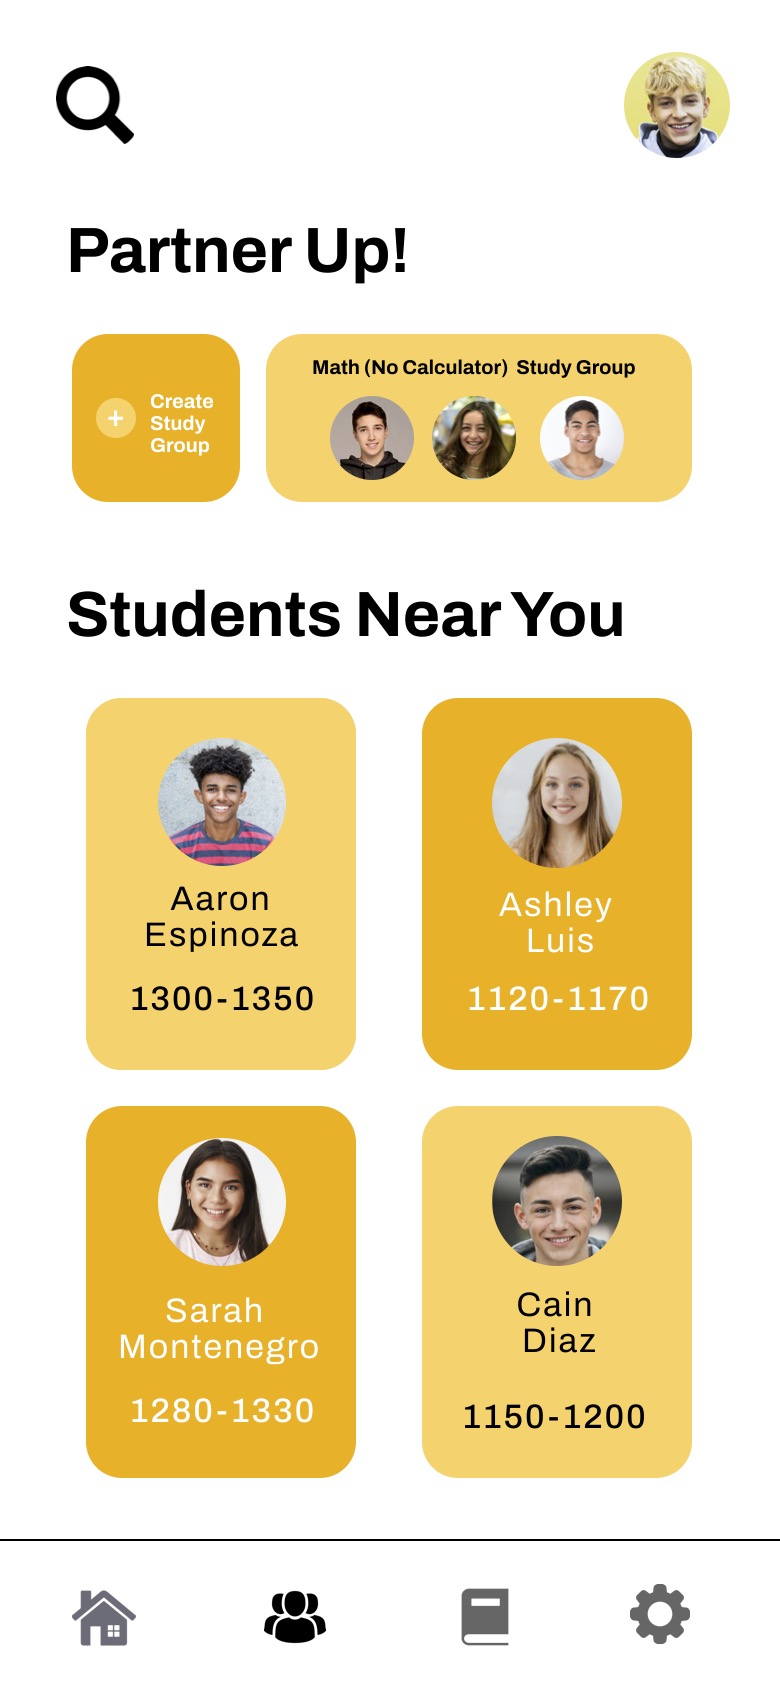 Partner Up!
+
Create
Study
Group
Math (No Calculator) Study Group
Students Near You
Aaron
Espinoza
1300-1350
Ashley
Luis
1120-1170
Sarah
Montenegro
1280-1330
Cain
Diaz
1150-1200